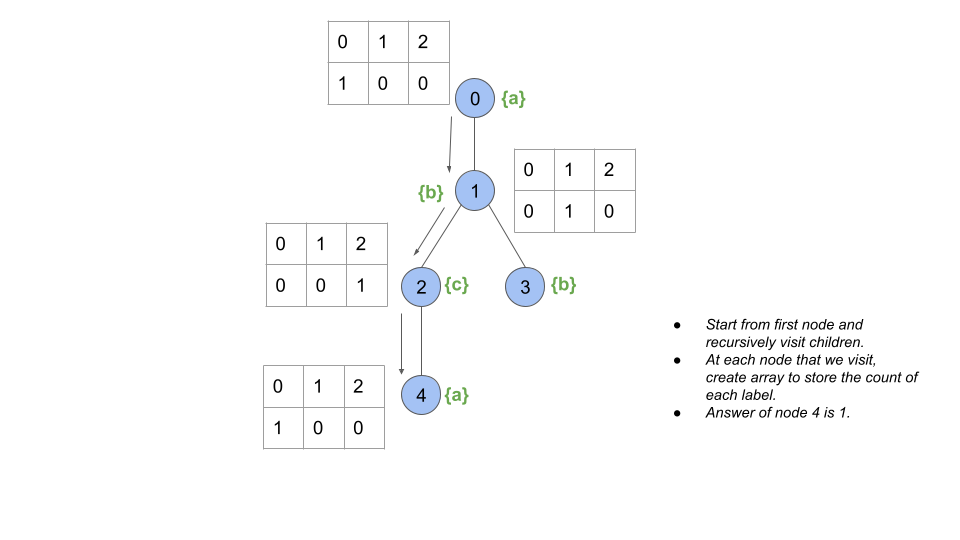 0 1 2
1 0 0
0 {a}
{b} 1
0 1 2
0 1 0
0 1 2
0 0 1
2 {c}
3 {b}
● Start from first node and
recursively visit children.
● At each node that we visit,
create array to store the count of
each label.
● Answer of node 4 is 1.
0 1 2
1 0 0
4 {a}